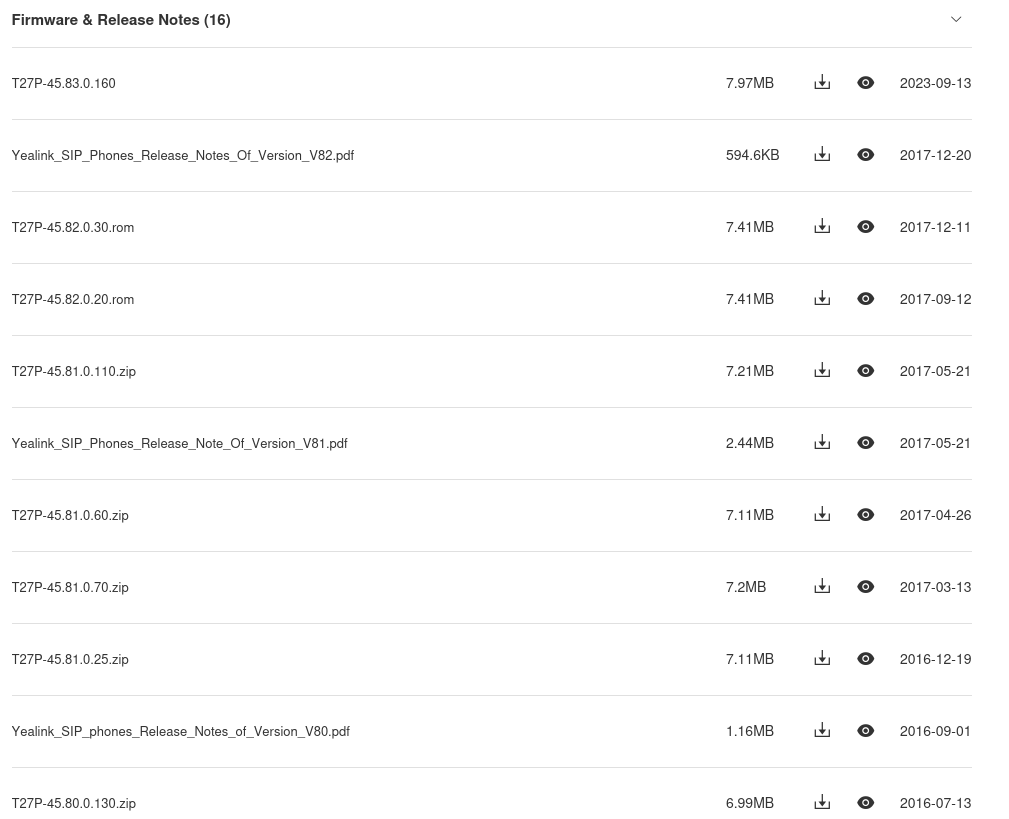 Firmware & Release Notes (16)
T27P-45.83.0.160 7.97MB 2023-09-13
Yealink_SIP_Phones_Release_Notes_Of_Version_V82.pdf 594.6KB 2017-12-20
T27P-45.82.0.30.rom 7.41MB 2017-12-11
T27P-45.82.0.20.rom 7.41MB 2017-09-12
T27P-45.81.0.110.zip 7.21MB 2017-05-21
Yealink_SIP_Phones_Release_Note_Of_Version_V81.pdf 2.44MB 2017-05-21
T27P-45.81.0.60.zip 7.11MB 2017-04-26
T27P-45.81.0.70.zip 7.2MB 2017-03-13
T27P-45.81.0.25.zip 7.11MB 2016-12-19
Yealink_SIP_phones_Release_Notes_of_Version_V80.pdf 1.16MB 2016-09-01
T27P-45.80.0.130.zip 6.99MB 2016-07-13